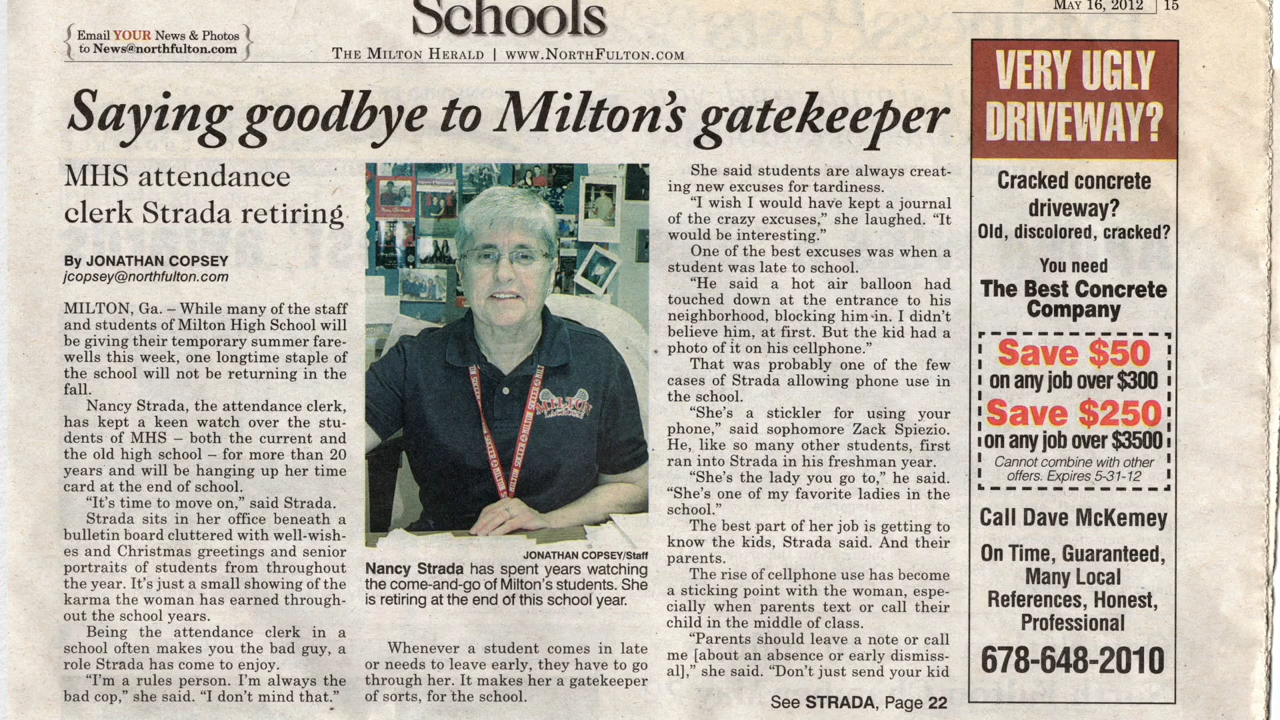 Schools
MAY 16, 2012 | 15
Email YOUR News & Photos
to News@northfulton.com
THE MILTON HERALD | WWW.NORTHFULTON.COM
Saying goodbye to Milton's gatekeeper
MHS attendance
clerk Strada retiring
By JONATHAN COPSEY
jcopsey@northfulton.com
MILTON, Ga. – While many of the staff
and students of Milton High School will
be giving their temporary summer fare-
wells this week, one longtime staple of
the school will not be returning in the
fall.
Nancy Strada, the attendance clerk,
has kept a keen watch over the stu-
dents of MHS – both the current and
the old high school – for more than 20
years and will be hanging up her time
card at the end of school.
"It's time to move on," said Strada.
Strada sits in her office beneath a
bulletin board cluttered with well-wish-
es and Christmas greetings and senior
portraits of students from throughout
the year. It's just a small showing of the
karma the woman has earned through-
out the school years.
Being the attendance clerk in a
school often makes you the bad guy, a
role Strada has come to enjoy.
"I'm a rules person. I'm always the
bad cop," she said. "I don't mind that."
MILTON
LACROSSE
MILTON SOCCER
JONATHAN COPSEY/Staff
Nancy Strada has spent years watching
the come-and-go of Milton's students. She
is retiring at the end of this school year.
Whenever a student comes in late
or needs to leave early, they have to go
through her. It makes her a gatekeeper
of sorts, for the school.
She said students are always creat-
ing new excuses for tardiness.
"I wish I would have kept a journal
of the crazy excuses," she laughed. "It
would be interesting."
One of the best excuses was when a
student was late to school.
"He said a hot air balloon had
touched down at the entrance to his
neighborhood, blocking him in. I didn't
believe him, at first. But the kid had a
photo of it on his cellphone."
That was probably one of the few
cases of Strada allowing phone use in
the school.
"She's a stickler for using your
phone," said sophomore Zack Spiezio.
He, like so many other students, first
ran into Strada in his freshman year.
"She's the lady you go to," he said.
"She's one of my favorite ladies in the
school."
The best part of her job is getting to
know the kids, Strada said. And their
parents.
The rise of cellphone use has become
a sticking point with the woman, espe-
cially when parents text or call their
child in the middle of class.
"Parents should leave a note or call
me [about an absence or early dismiss-
al]," she said. "Don't just send your kid
See STRADA, Page 22
VERY UGLY
DRIVEWAY?
Cracked concrete
driveway?
Old, discolored, cracked?
You need
The Best Concrete
Company
Save $50
on any job over $300
Save $250
on any job over $3500
Cannot combine with other
offers. Expires 5-31-12
Call Dave McKemey
On Time, Guaranteed,
Many Local
References, Honest,
Professional
678-648-2010